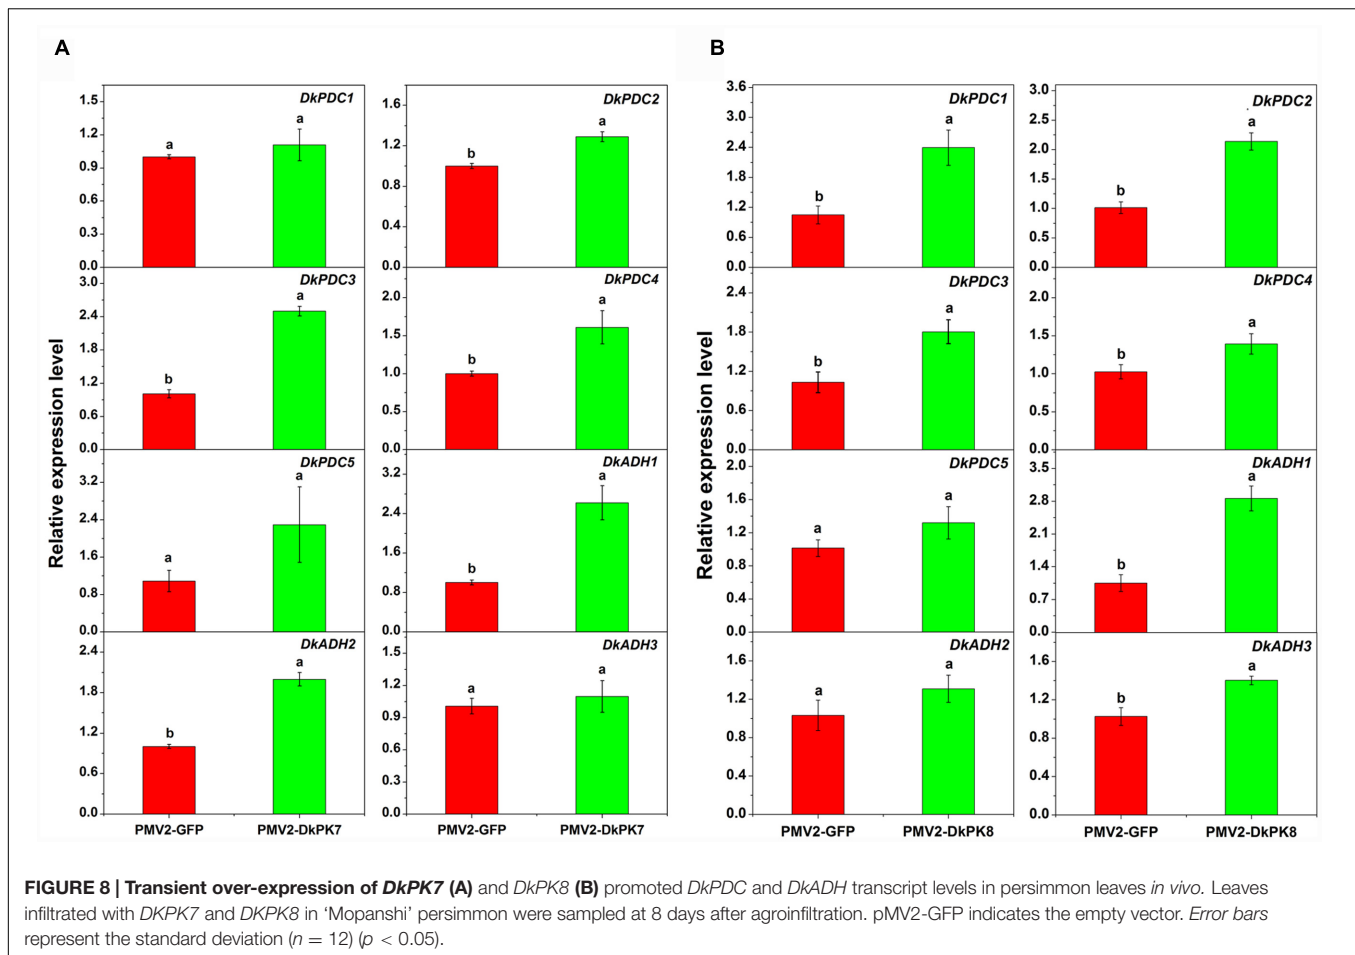 A
B
Relative expression level
DkPDC1
1.5
1.2
0.9
0.6
0.3
0.0
a
a
DkPDC2
1.6
1.2
0.8
0.4
0.0
b
a
DkPDC3
3.0
2.4
1.8
1.2
0.6
0.0
b
a
DkPDC4
2.0
1.5
1.0
0.5
0.0
b
a
DkPDC5
3.2
2.4
1.6
0.8
0.0
a
a
DkADH1
3.2
2.4
1.6
0.8
0.0
b
a
DkADH2
2.4
1.8
1.2
0.6
0.0
b
a
PMV2-GFP PMV2-DkPK7
DkADH3
1.5
1.2
0.9
0.6
0.3
0.0
a
a
PMV2-GFP PMV2-DkPK7
Relative expression level
DkPDC1
3.6
3.0
2.4
1.8
1.2
0.6
0.0
b
a
DkPDC2
3.0
2.5
2.0
1.5
1.0
0.5
0.0
b
a
DkPDC3
2.4
1.8
1.2
0.6
0.0
b
a
DkPDC4
2.0
1.5
1.0
0.5
0.0
b
a
DkPDC5
2.0
1.6
1.2
0.8
0.4
0.0
a
a
DkADH1
3.5
2.8
2.1
1.4
0.7
0.0
b
a
DkADH2
1.6
1.2
0.8
0.4
0.0
a
a
PMV2-GFP PMV2-DkPK8
DkADH3
1.6
1.2
0.8
0.4
0.0
b
a
PMV2-GFP PMV2-DkPK8
FIGURE 8 | Transient over-expression of DkPK7 (A) and DkPK8 (B) promoted DkPDC and DkADH transcript levels in persimmon leaves in vivo. Leaves
infiltrated with DKPK7 and DKPK8 in ‘Mopanshi’ persimmon were sampled at 8 days after agroinfiltration. pMV2-GFP indicates the empty vector. Error bars
represent the standard deviation (n = 12) (p < 0.05).